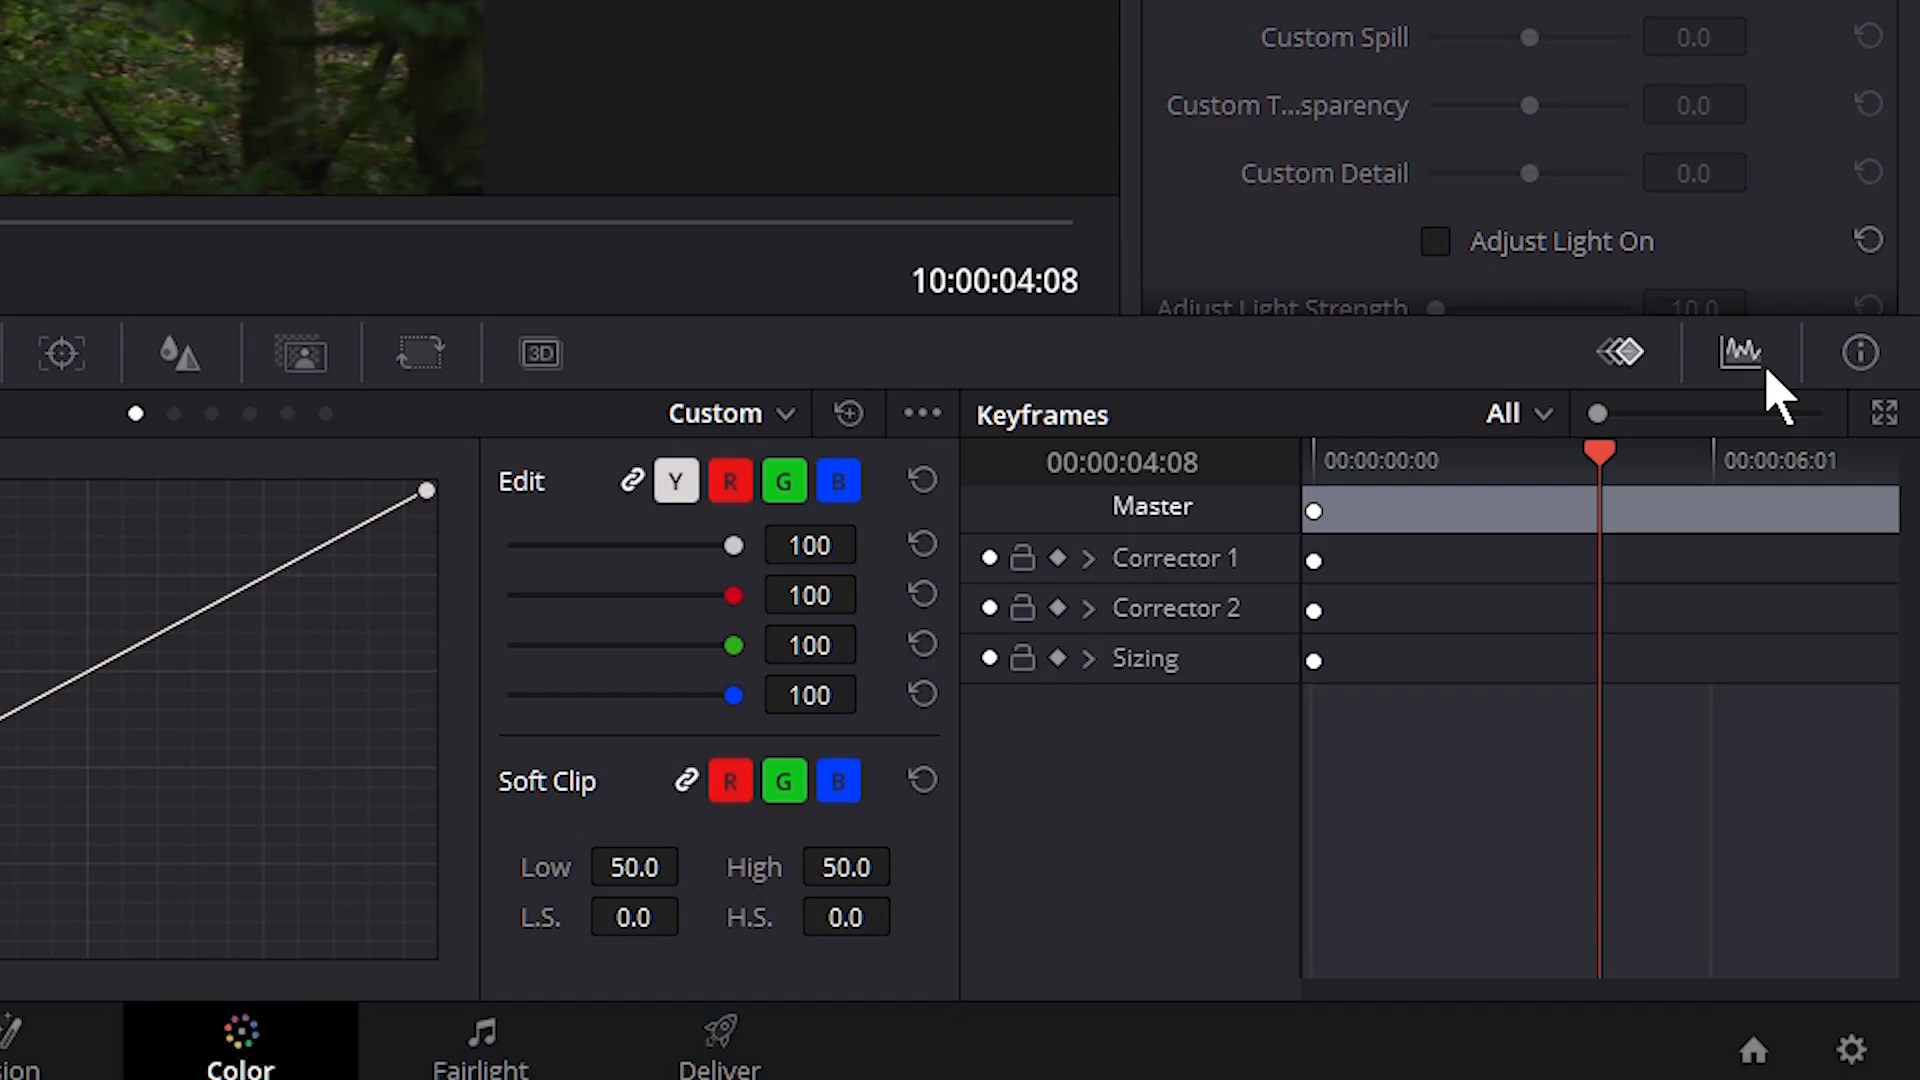 Custom Spill 0.0
Custom T...sparency 0.0
Custom Detail 0.0
Adjust Light On
Adjust Light Strength 10.0
10:00:04:08
3D
Custom
Keyframes
All
Edit Y R G B
100
100
100
100
Soft Clip R G B
Low 50.0 High 50.0
L.S. 0.0 H.S. 0.0
00:00:04:08 00:00:00:00 00:00:06:01
Master
Corrector 1
Corrector 2
Sizing
sion
Color
Fairlight
Deliver